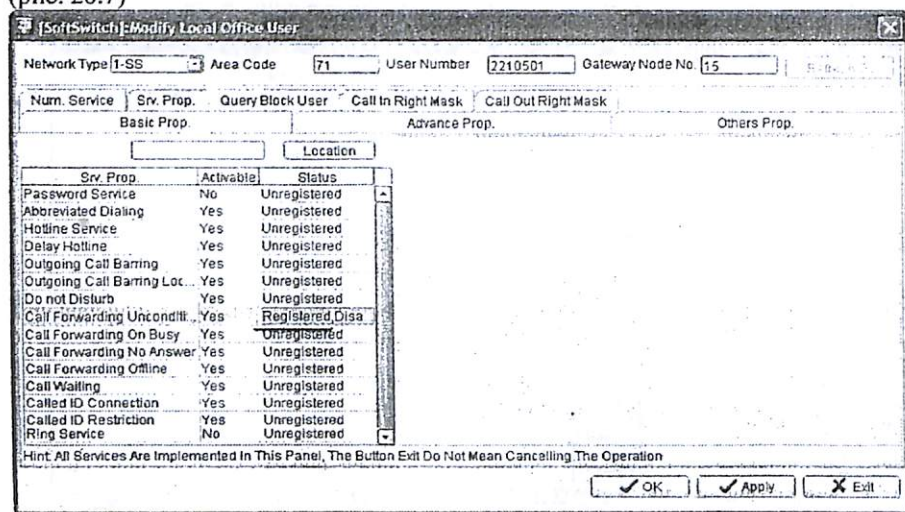 (рис. 20.7)
[SoftSwitch]:Modify Local Office User
Network Type 1-SS Area Code 71 User Number 2210501 Gateway Node No. 15
Num. Service Srv. Prop. Query Block User Call In Right Mask Call Out Right Mask
Basic Prop. Advance Prop. Others Prop.
Location
Srv. Prop. Activable Status
Password Service No Unregistered
Abbreviated Dialing Yes Unregistered
Hotline Service Yes Unregistered
Delay Hotline Yes Unregistered
Outgoing Call Barring Yes Unregistered
Outgoing Call Barring Loc... Yes Unregistered
Do not Disturb Yes Unregistered
Call Forwarding Unconditi... Yes Registered,Disa
Call Forwarding On Busy Yes Unregistered
Call Forwarding No Answer Yes Unregistered
Call Forwarding Offline Yes Unregistered
Call Waiting Yes Unregistered
Called ID Connection Yes Unregistered
Called ID Restriction Yes Unregistered
Ring Service No Unregistered
Hint: All Services Are Implemented In This Panel, The Button Exit Do Not Mean Cancelling The Operation
OK Apply Exit